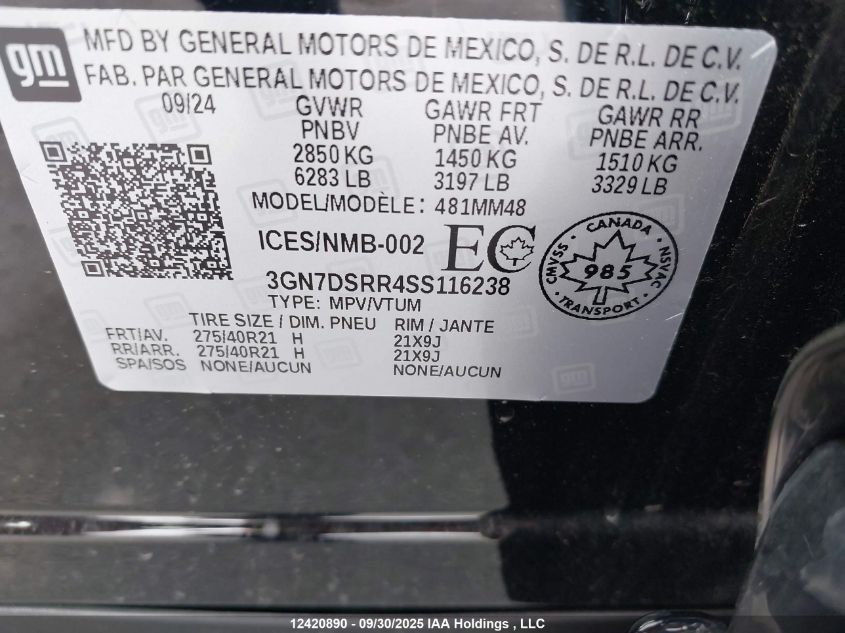 gm
MFD BY GENERAL MOTORS DE MEXICO, S. DE R.L. DE C.V.
FAB. PAR GENERAL MOTORS DE MEXICO, S. DE R.L. DE C.V.
09/24 GVWR GAWR FRT GAWR RR
PNBV PNBE AV. PNBE ARR.
2850 KG 1450 KG 1510 KG
6283 LB 3197 LB 3329 LB
MODEL/MODÈLE: 481MM48
ICES/NMB-002 EC
CANADA
CMVSS 985 NSVAC
TRANSPORT
3GN7DSRR4SS116238
TYPE: MPV/VTUM
TIRE SIZE / DIM. PNEU RIM / JANTE
FRT/AV. 275/40R21 H 21X9J
RR/ARR. 275/40R21 H 21X9J
SPA/SOS NONE/AUCUN NONE/AUCUN
12420890 - 09/30/2025 IAA Holdings , LLC